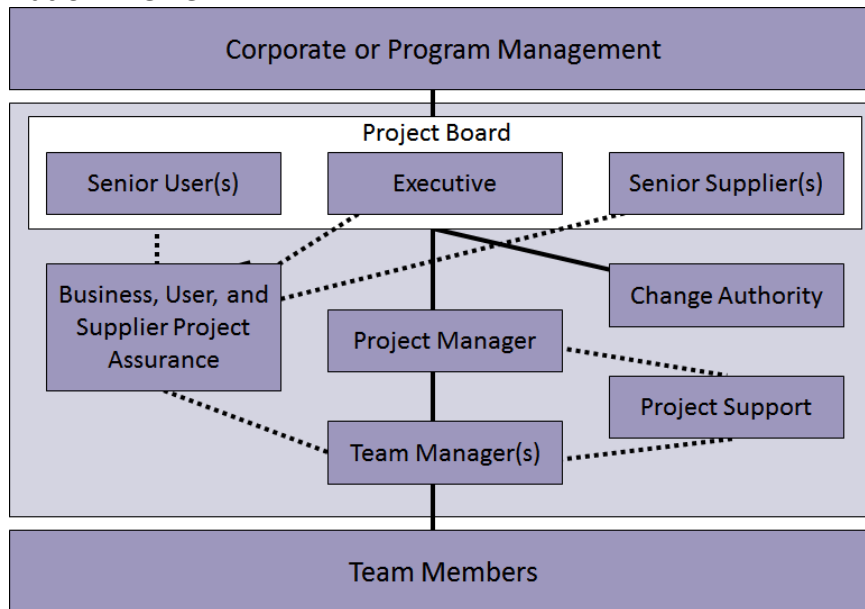 Corporate or Program Management
Project Board
Senior User(s)
Executive
Senior Supplier(s)
Business, User, and
Supplier Project
Assurance
Change Authority
Project Manager
Project Support
Team Manager(s)
Team Members